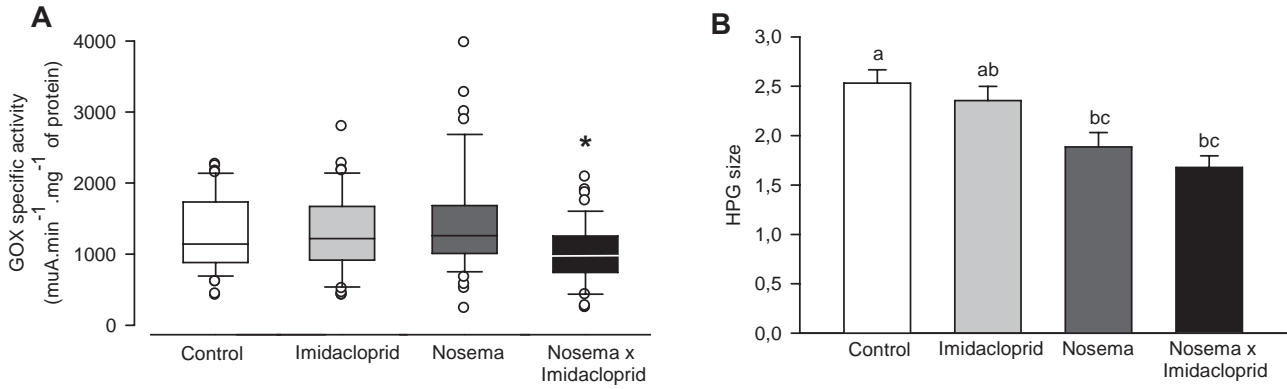 A
GOX specific activity
(muA.min-1.mg-1 of protein)
4000
3000
2000
1000
0
*
Control
Imidacloprid
Nosema
Nosema x
Imidacloprid
B
HPG size
3,0
2,5
2,0
1,5
1,0
0,5
0,0
a
ab
bc
bc
Control
Imidacloprid
Nosema
Nosema x
Imidacloprid